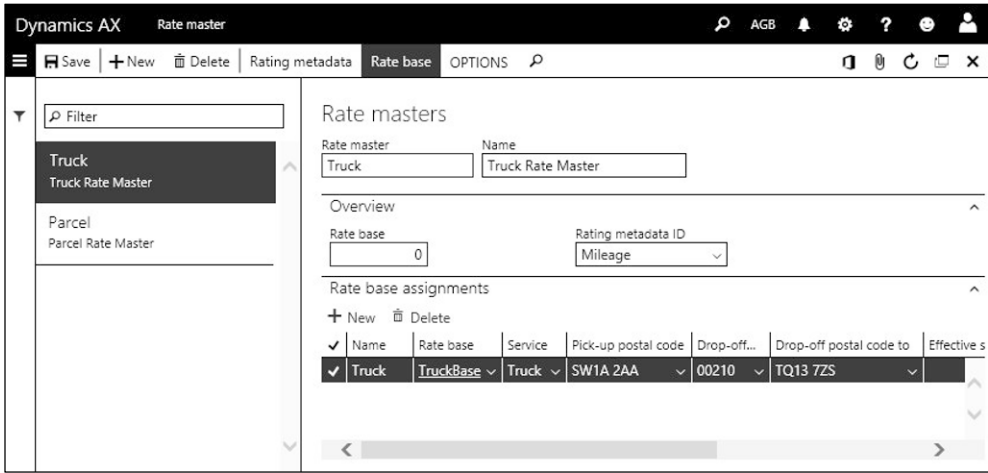 Dynamics AX Rate master AGB ?
Save New Delete Rating metadata Rate base OPTIONS
Filter
Truck
Truck Rate Master
Parcel
Parcel Rate Master
Rate masters
Rate master Name
Truck Truck Rate Master
Overview
Rate base Rating metadata ID
0 Mileage
Rate base assignments
New Delete
Name Rate base Service Pick-up postal code Drop-off... Drop-off postal code to Effective s
Truck TruckBase Truck SW1A 2AA 00210 TQ13 7ZS